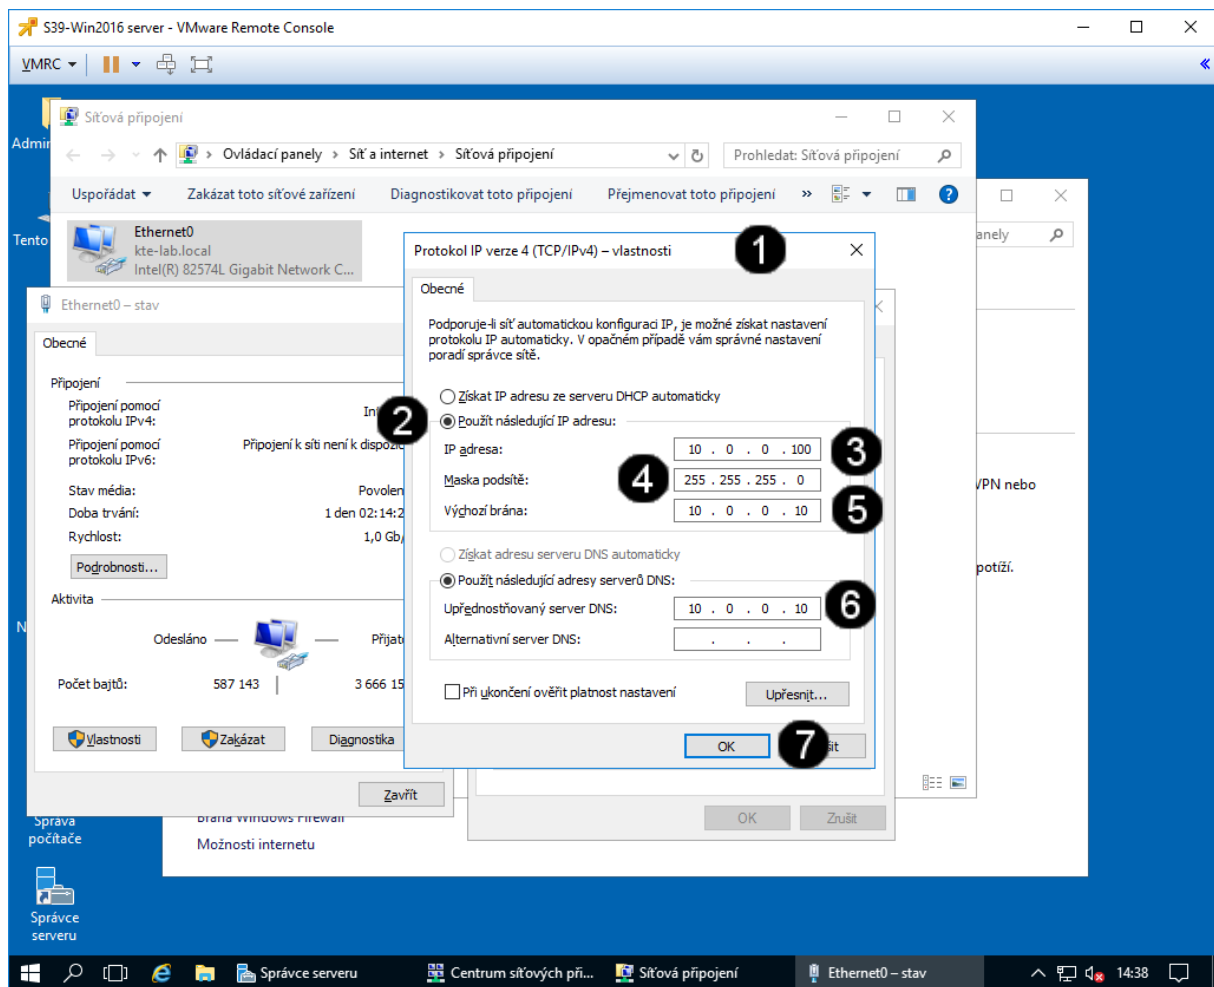 S39-Win2016 server - VMware Remote Console
VMRC
Síťová připojení
Ovládací panely > Síť a internet > Síťová připojení
Prohledat: Síťová připojení
Uspořádat
Zakázat toto síťové zařízení
Diagnostikovat toto připojení
Přejmenovat toto připojení
»
Ethernet0
kte-lab.local
Intel(R) 82574L Gigabit Network C...
Admin
Tento
anely
VPN nebo
potíží.
Ethernet0 – stav
Obecné
Připojení
Připojení pomocí
protokolu IPv4:
Int
Připojení pomocí
protokolu IPv6:
Připojení k síti není k dispozic
Stav média:
Povolen
Doba trvání:
1 den 02:14:2
Rychlost:
1,0 Gb/
Podrobnosti...
Aktivita
Odesláno
Přijat
Počet bajtů:
587 143
3 666 15
Vlastnosti
Zakázat
Diagnostika
Zavřít
Protokol IP verze 4 (TCP/IPv4) – vlastnosti
1
Obecné
Podporuje-li síť automatickou konfiguraci IP, je možné získat nastavení
protokolu IP automaticky. V opačném případě vám správné nastavení
poradí správce sítě.
Získat IP adresu ze serveru DHCP automaticky
2
Použít následující IP adresu:
IP adresa:
10 . 0 . 0 . 100
3
Maska podsítě:
4
255 . 255 . 255 . 0
Výchozí brána:
10 . 0 . 0 . 10
5
Získat adresu serveru DNS automaticky
Použít následující adresy serverů DNS:
Upřednostňovaný server DNS:
10 . 0 . 0 . 10
6
Alternativní server DNS:
. . .
Při ukončení ověřit platnost nastavení
Upřesnit...
OK
7
šit
OK
Zrušit
N
Brána Windows Firewall
Možnosti internetu
Správa
počítače
Správce
serveru
Správce serveru
Centrum síťových při...
Síťová připojení
Ethernet0 – stav
14:38